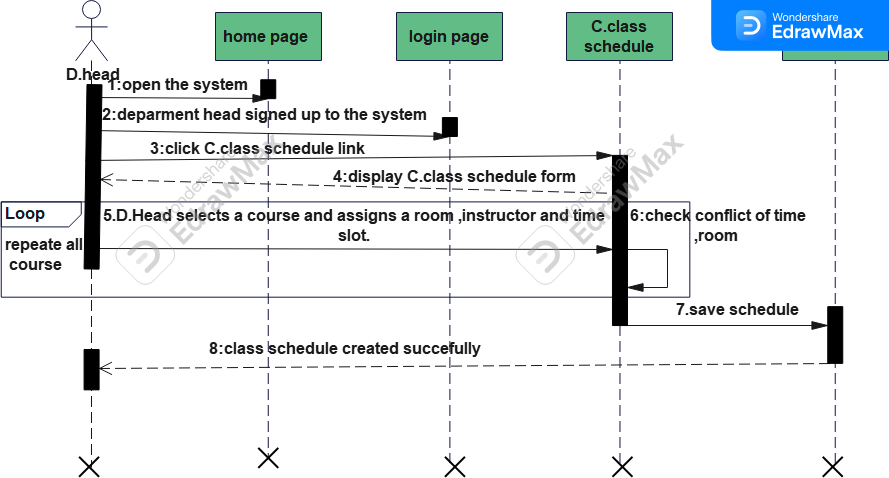 Wondershare
EdrawMax
home page
login page
C.class
schedule
D.head
1:open the system
2:deparment head signed up to the system
3:click C.class schedule link
4:display C.class schedule form
Loop
repeate all
course
5.D.Head selects a course and assigns a room ,instructor and time
slot.
6:check conflict of time
,room
7.save schedule
8:class schedule created succefully
Wondershare
EdrawMax
Wondershare
EdrawMax